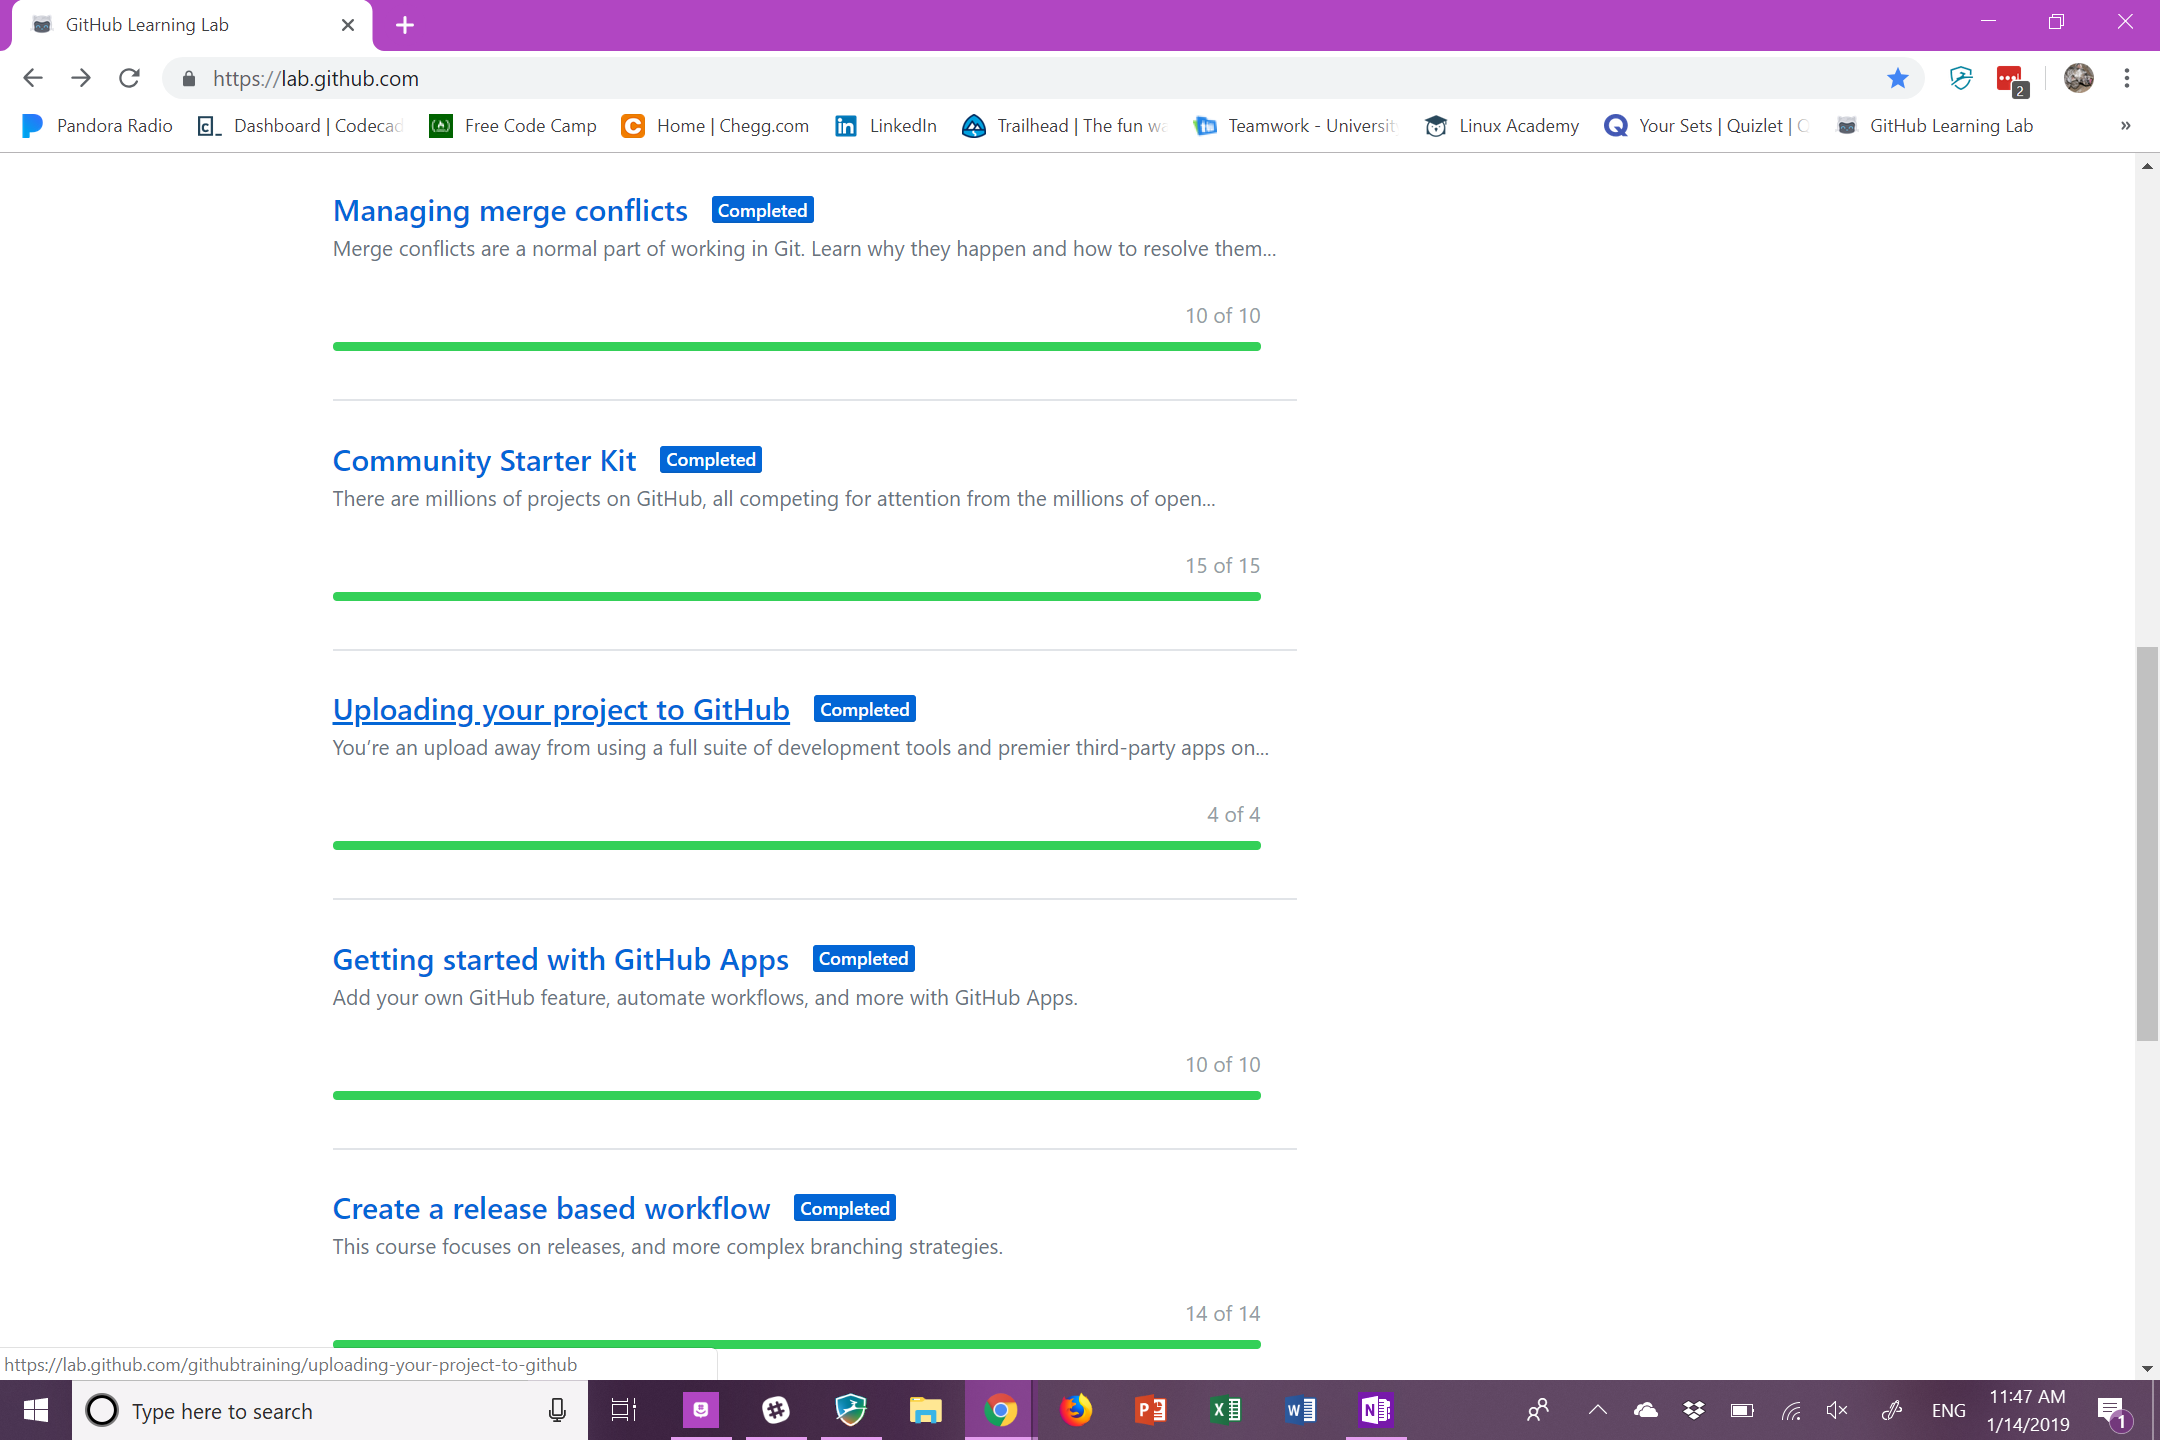 GitHub Learning Lab
https://lab.github.com
2
Pandora Radio Dashboard | Codecad Free Code Camp Home | Chegg.com LinkedIn Trailhead | The fun wa Teamwork - Universit Linux Academy Your Sets | Quizlet | Q GitHub Learning Lab »
Managing merge conflicts Completed
Merge conflicts are a normal part of working in Git. Learn why they happen and how to resolve them...
10 of 10
Community Starter Kit Completed
There are millions of projects on GitHub, all competing for attention from the millions of open...
15 of 15
Uploading your project to GitHub Completed
You’re an upload away from using a full suite of development tools and premier third-party apps on...
4 of 4
Getting started with GitHub Apps Completed
Add your own GitHub feature, automate workflows, and more with GitHub Apps.
10 of 10
Create a release based workflow Completed
This course focuses on releases, and more complex branching strategies.
14 of 14
https://lab.github.com/githubtraining/uploading-your-project-to-github
Type here to search
ENG
11:47 AM
1/14/2019
1